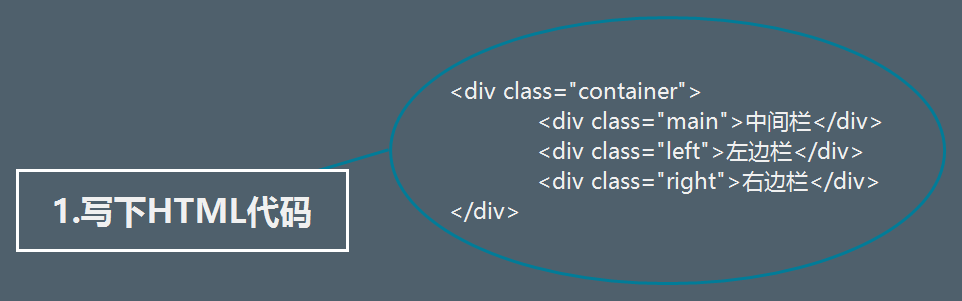 1.写下HTML代码
<div class="container">
<div class="main">中间栏</div>
<div class="left">左边栏</div>
<div class="right">右边栏</div>
</div>